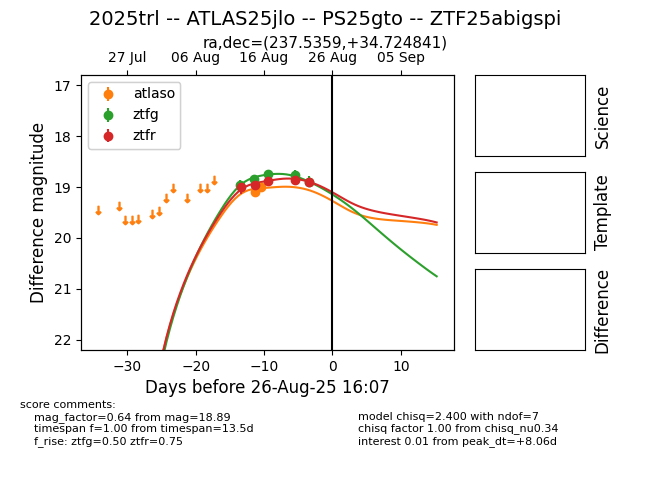 2025trl -- ATLAS25jlo -- PS25gto -- ZTF25abigspi
ra,dec=(237.5359,+34.724841)
27 Jul 06 Aug 16 Aug 26 Aug 05 Sep
atlaso
ztfg
ztfr
17
18
19
20
21
22
Difference magnitude
−30 −20 −10 0 10
Days before 26-Aug-25 16:07
Science
Template
Difference
score comments:
mag_factor=0.64 from mag=18.89
timespan f=1.00 from timespan=13.5d
f_rise: ztfg=0.50 ztfr=0.75
model chisq=2.400 with ndof=7
chisq factor 1.00 from chisq_nu0.34
interest 0.01 from peak_dt=+8.06d